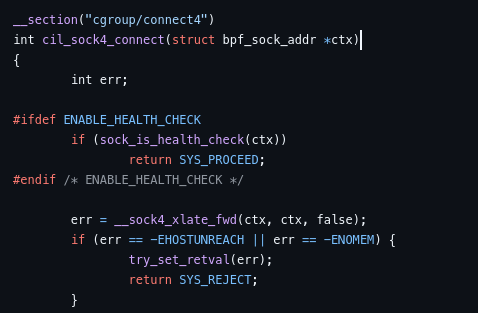 __section("cgroup/connect4")
int cil_sock4_connect(struct bpf_sock_addr *ctx)
{
        int err;

#ifdef ENABLE_HEALTH_CHECK
        if (sock_is_health_check(ctx))
                return SYS_PROCEED;
#endif /* ENABLE_HEALTH_CHECK */

        err = __sock4_xlate_fwd(ctx, ctx, false);
        if (err == -EHOSTUNREACH || err == -ENOMEM) {
                try_set_retval(err);
                return SYS_REJECT;
        }